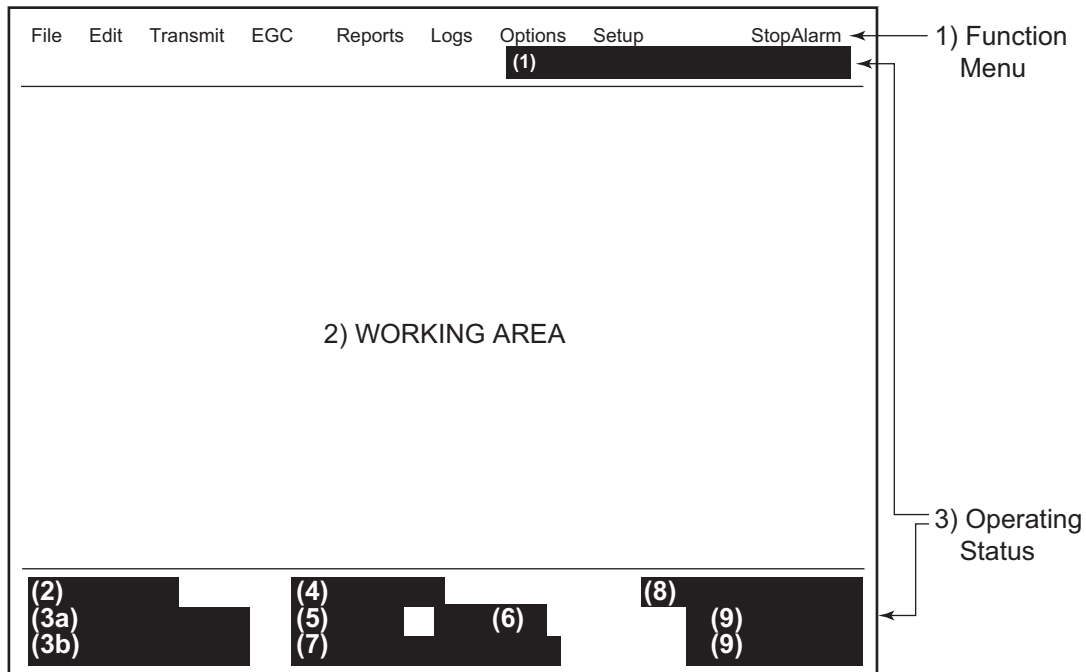 File Edit Transmit EGC Reports Logs Options Setup StopAlarm
(1)
1) Function
Menu
2) WORKING AREA
3) Operating
Status
(2) (4) (8)
(3a) (5) (6) (9)
(3b) (7) (9)